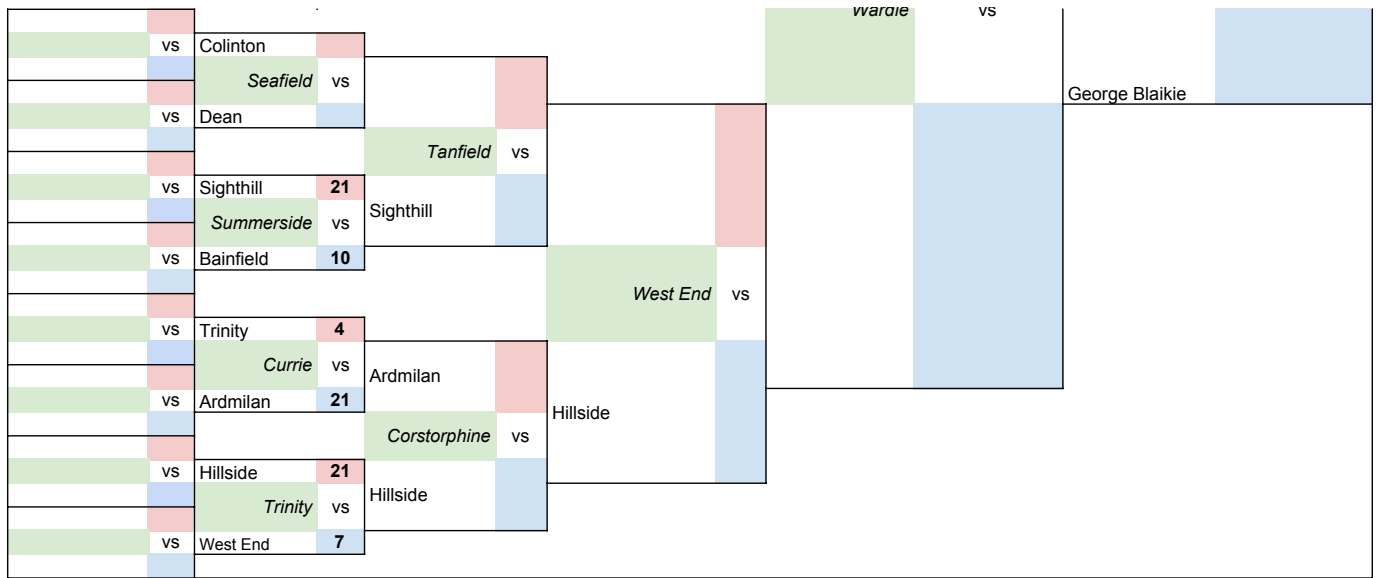 Wardie vs
vs Colinton
Seafield vs
George Blaikie
vs Dean
Tanfield vs
vs Sighthill 21
Sighthill
Summerside vs
vs Bainfield 10
West End vs
vs Trinity 4
Currie vs
Ardmilan
vs Ardmilan 21
Hillside
Corstorphine vs
vs Hillside 21
Hillside
Trinity vs
vs West End 7